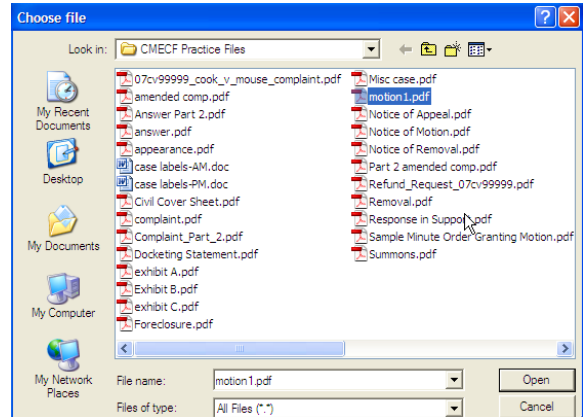 Choose file
Look in:
CMECF Practice Files
My Recent
Documents
Desktop
My Documents
My Computer
My Network
Places
07cv99999_cook_v_mouse_complaint.pdf
amended comp.pdf
Answer Part 2.pdf
answer.pdf
appearance.pdf
case labels-AM.doc
case labels-PM.doc
Civil Cover Sheet.pdf
complaint.pdf
Complaint_Part_2.pdf
Docketing Statement.pdf
exhibit A.pdf
Exhibit B.pdf
exhibit C.pdf
Foreclosure.pdf
Misc case.pdf
motion1.pdf
Notice of Appeal.pdf
Notice of Motion.pdf
Notice of Removal.pdf
Part 2 amended comp.pdf
Refund_Request_07cv99999.pdf
Removal.pdf
Response in Support.pdf
Sample Minute Order Granting Motion.pdf
Summons.pdf
File name:
motion1.pdf
Open
Files of type:
All Files (*.*)
Cancel